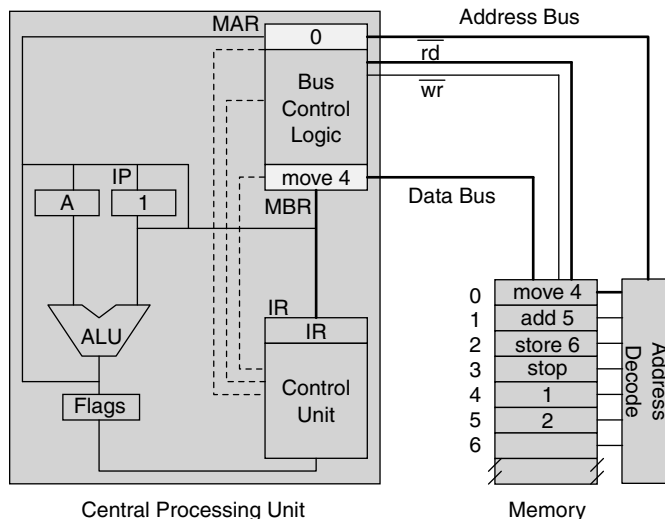 MAR
0
Address Bus
rd
wr
Bus
Control
Logic
IP
A
1
move 4
MBR
Data Bus
ALU
IR
IR
Control
Unit
Flags
0
move 4
1
add 5
2
store 6
3
stop
4
1
5
2
6
Address
Decode
Central Processing Unit
Memory